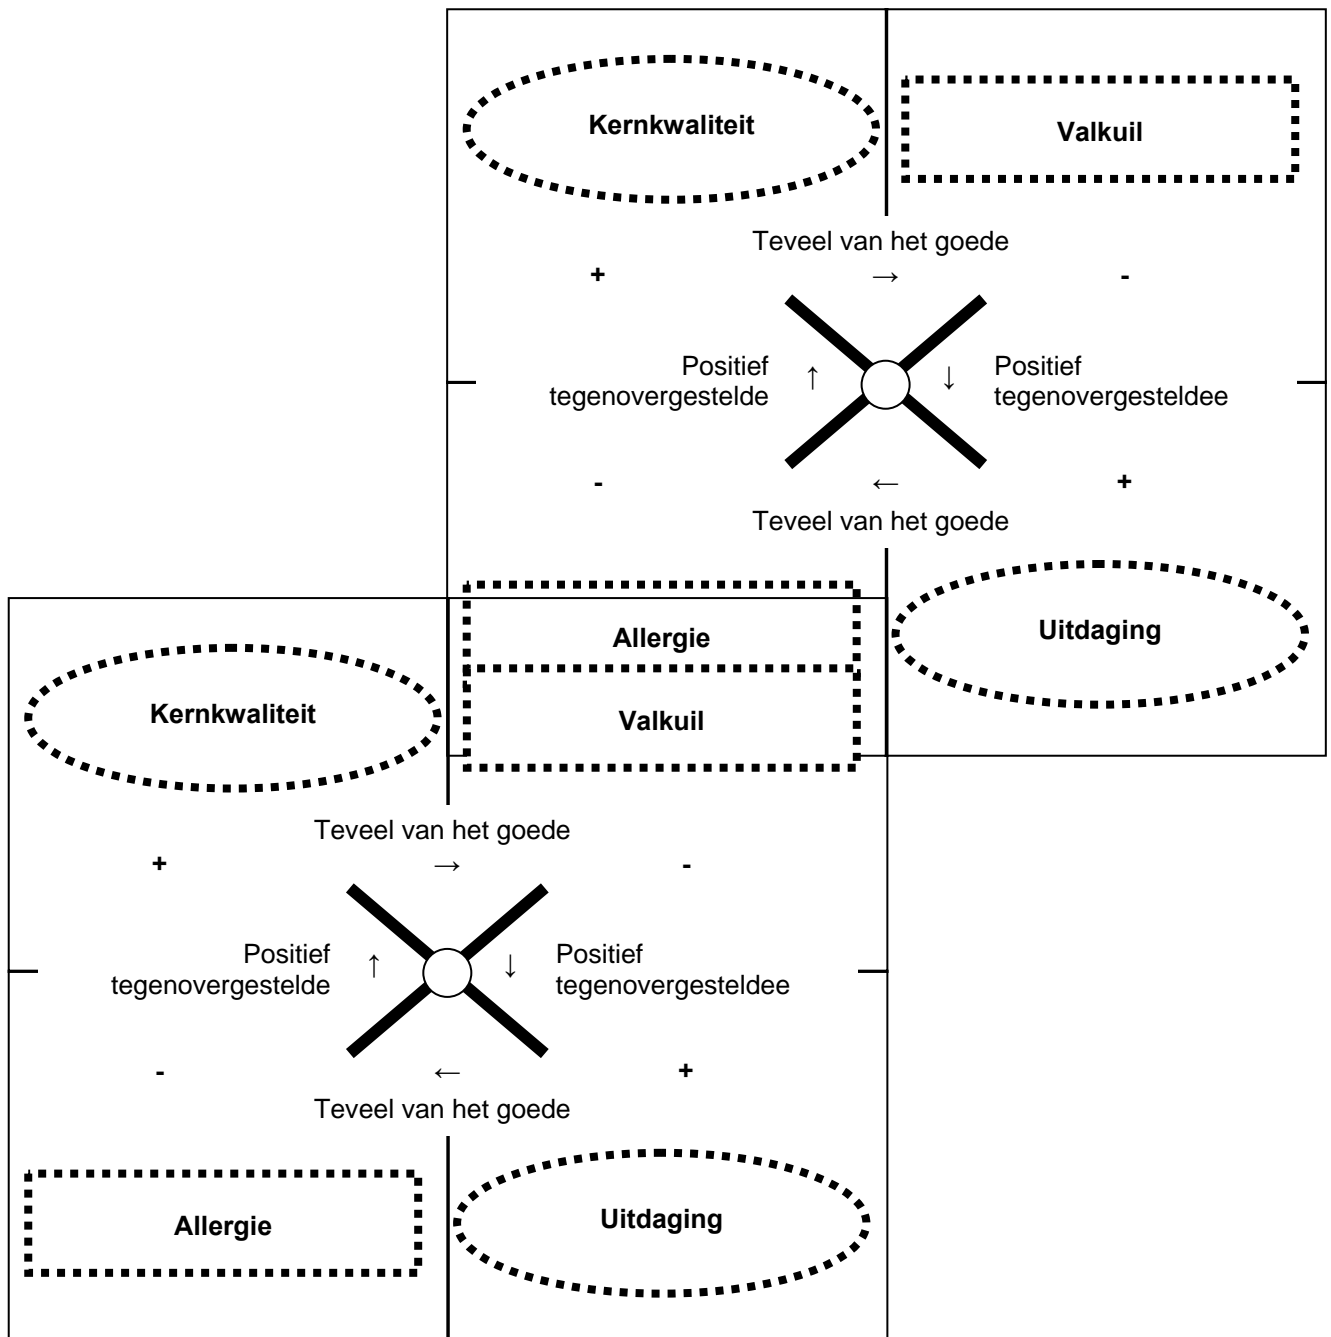 Kernkwaliteit
Valkuil
Teveel van het goede
+ → -
Positief ↑ ↓ Positief
tegenovergestelde tegenovergesteldee
- ← +
Teveel van het goede
Allergie
Uitdaging
Kernkwaliteit
Valkuil
Teveel van het goede
+ → -
Positief ↑ ↓ Positief
tegenovergestelde tegenovergesteldee
- ← +
Teveel van het goede
Allergie
Uitdaging